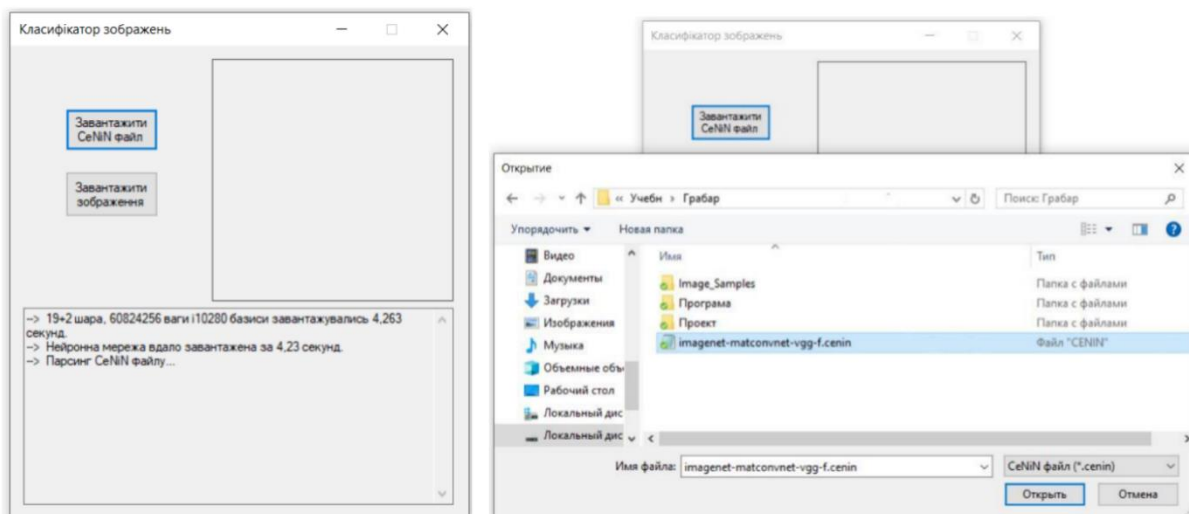 Класифікатор зображень
Завантажити
CeNiN файл
Завантажити
зображення
--> 19+2 шара, 60824256 ваги і10280 базиси завантажувались 4,263
секунд.
--> Нейронна мережа вдало завантажена за 4,23 секунд.
--> Парсинг CeNiN файлу...
Класифікатор зображень
Завантажити
CeNiN файл
Открытие
« Учебн › Грабар
Поиск: Грабар
Упорядочить
Новая папка
Имя
Тип
Видео
Документы
Загрузки
Изображения
Музыка
Объемные объ
Рабочий стол
Локальный дис
Локальный дис
Image_Samples
Папка с файлами
Програма
Папка с файлами
Проект
Папка с файлами
imagenet-matconvnet-vgg-f.cenin
Файл "CENIN"
Имя файла:
imagenet-matconvnet-vgg-f.cenin
CeNiN файл (*.cenin)
Открыть
Отмена